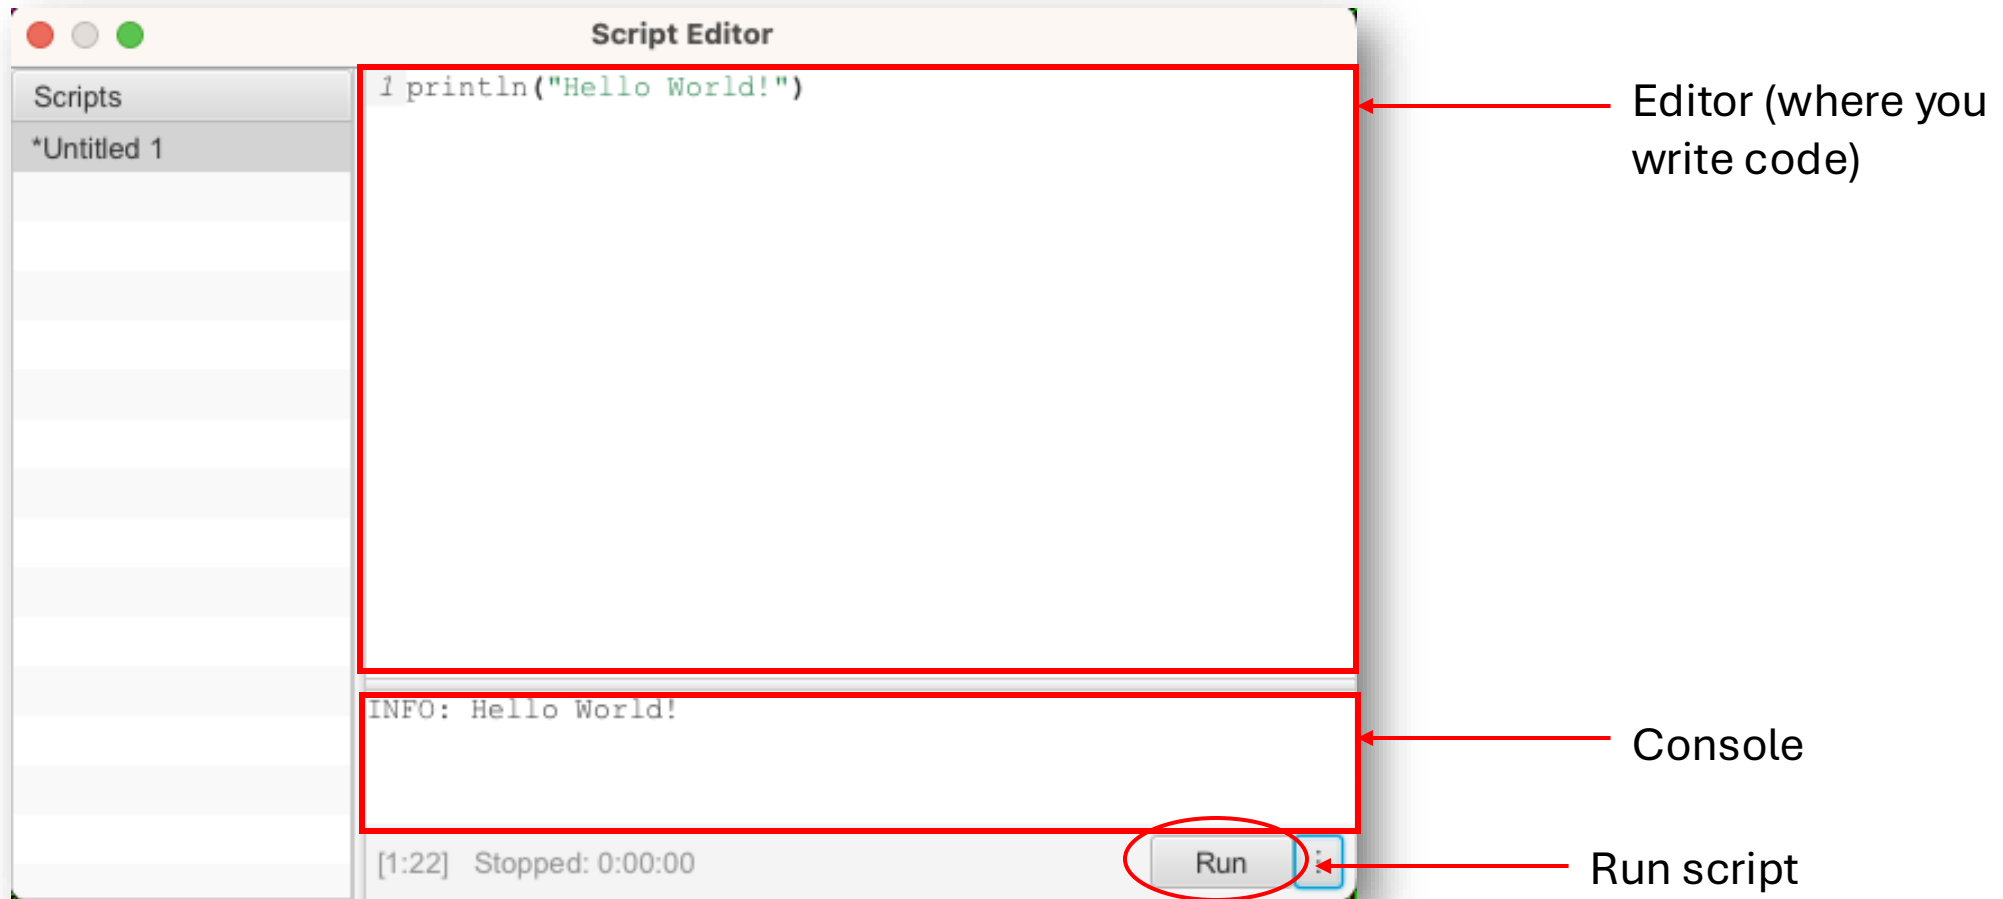 Script Editor
Scripts
*Untitled 1
1 println("Hello World!")
INFO: Hello World!
[1:22] Stopped: 0:00:00
Run
Editor (where you
write code)
Console
Run script